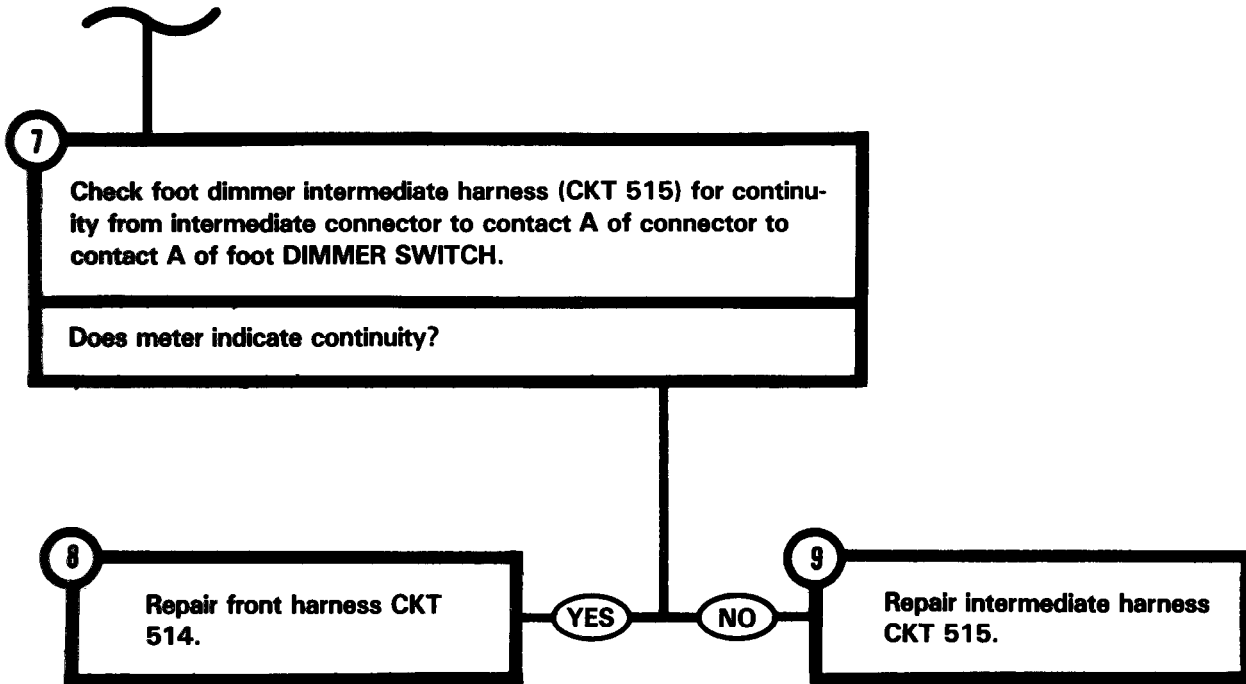 7
Check foot dimmer intermediate harness (CKT 515) for continu-
ity from intermediate connector to contact A of connector to
contact A of foot DIMMER SWITCH.
Does meter indicate continuity?
8
Repair front harness CKT
514.
YES
NO
9
Repair intermediate harness
CKT 515.